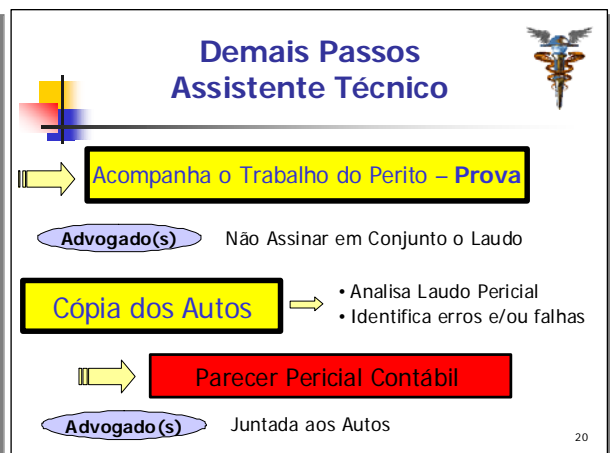 Demais Passos
Assistente Técnico
Acompanha o Trabalho do Perito – Prova
Advogado(s) Não Assinar em Conjunto o Laudo
Cópia dos Autos
• Analisa Laudo Pericial
• Identifica erros e/ou falhas
Parecer Pericial Contábil
Advogado(s) Juntada aos Autos
20